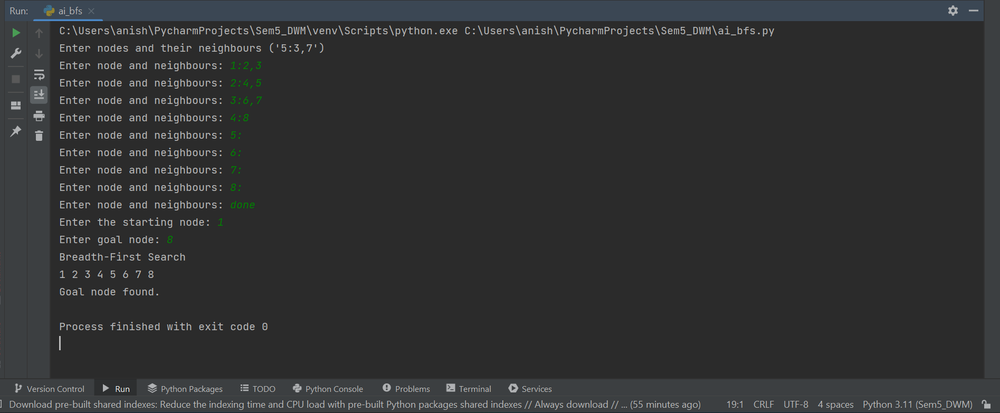 Run: ai_bfs
C:\Users\anish\PycharmProjects\Sem5_DWM\venv\Scripts\python.exe C:\Users\anish\PycharmProjects\Sem5_DWM\ai_bfs.py
Enter nodes and their neighbours ('5:3,7')
Enter node and neighbours: 1:2,3
Enter node and neighbours: 2:4,5
Enter node and neighbours: 3:6,7
Enter node and neighbours: 4:8
Enter node and neighbours: 5:
Enter node and neighbours: 6:
Enter node and neighbours: 7:
Enter node and neighbours: 8:
Enter node and neighbours: done
Enter the starting node: 1
Enter goal node: 8
Breadth-First Search
1 2 3 4 5 6 7 8
Goal node found.
Process finished with exit code 0
Version Control Run Python Packages TODO Python Console Problems Terminal Services
Download pre-built shared indexes: Reduce the indexing time and CPU load with pre-built Python packages shared indexes // Always download // ... (55 minutes ago) 19:1 CRLF UTF-8 4 spaces Python 3.11 (Sem5_DWM)